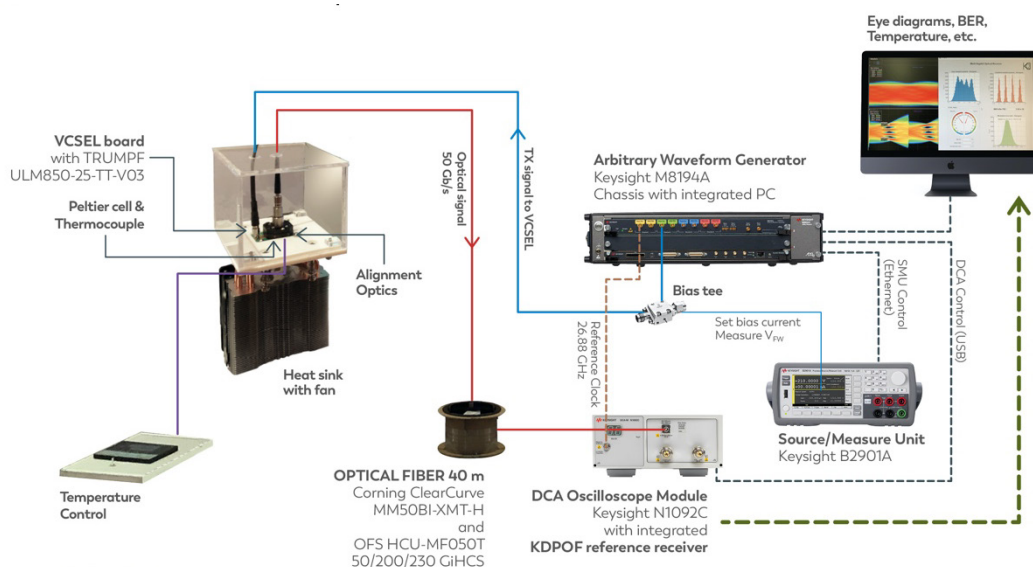 Eye diagrams, BER,
Temperature, etc.
VCSEL board
with TRUMPF
ULM850-25-TT-V03
Peltier cell &
Thermocouple
Alignment
Optics
Heat sink
with fan
Temperature
Control
Optical signal
50 Gb/s
TX signal to VCSEL
Arbitrary Waveform Generator
Keysight M8194A
Chassis with integrated PC
Bias tee
Set bias current
Measure VFW
Reference Clock
26.88 GHz
SMU Control
(Ethernet)
DCA Control (USB)
Source/Measure Unit
Keysight B2901A
OPTICAL FIBER 40 m
Corning ClearCurve
MM50BI-XMT-H
and
OFS HCU-MF050T
50/200/230 GiHCS
DCA Oscilloscope Module
Keysight N1092C
with integrated
KDPOF reference receiver